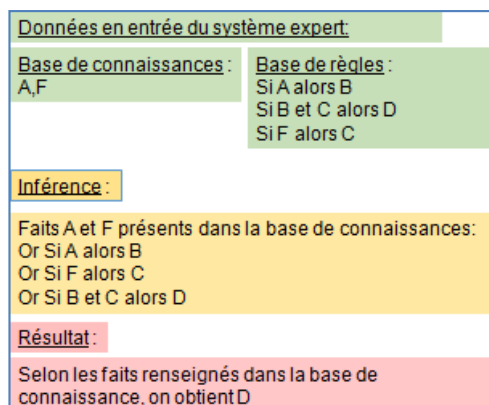 Données en entrée du système expert:
Base de connaissances :
A,F
Base de règles :
Si A alors B
Si B et C alors D
Si F alors C
Inférence :
Faits A et F présents dans la base de connaissances:
Or Si A alors B
Or Si F alors C
Or Si B et C alors D
Résultat :
Selon les faits renseignés dans la base de
connaissance, on obtient D